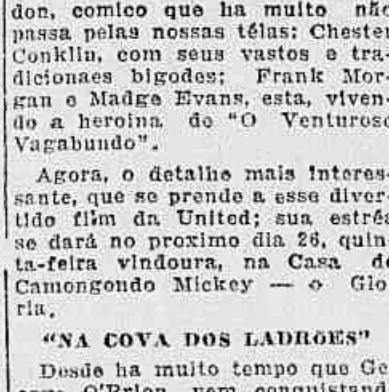 don, comico que ha muito não
passa pelas nossas télas; Chester
Conklin, com seus vastos e tra-
dicionaes bigodes; Frank Mor-
gan e Madge Evans, esta, viven-
do a heroina de "O Venturoso
Vagabundo".
Agora, o detalhe mais interes-
sante, que se prende a esse diver-
tido film da United; sua estréa
se dará no proximo dia 26, quin-
ta-feira vindoura, na Casa do
Camongondo Mickey — o Glo-
ria.
"NA COVA DOS LADRÕES"
Desde ha muito tempo que Ge
O'Brien, vem conquistand